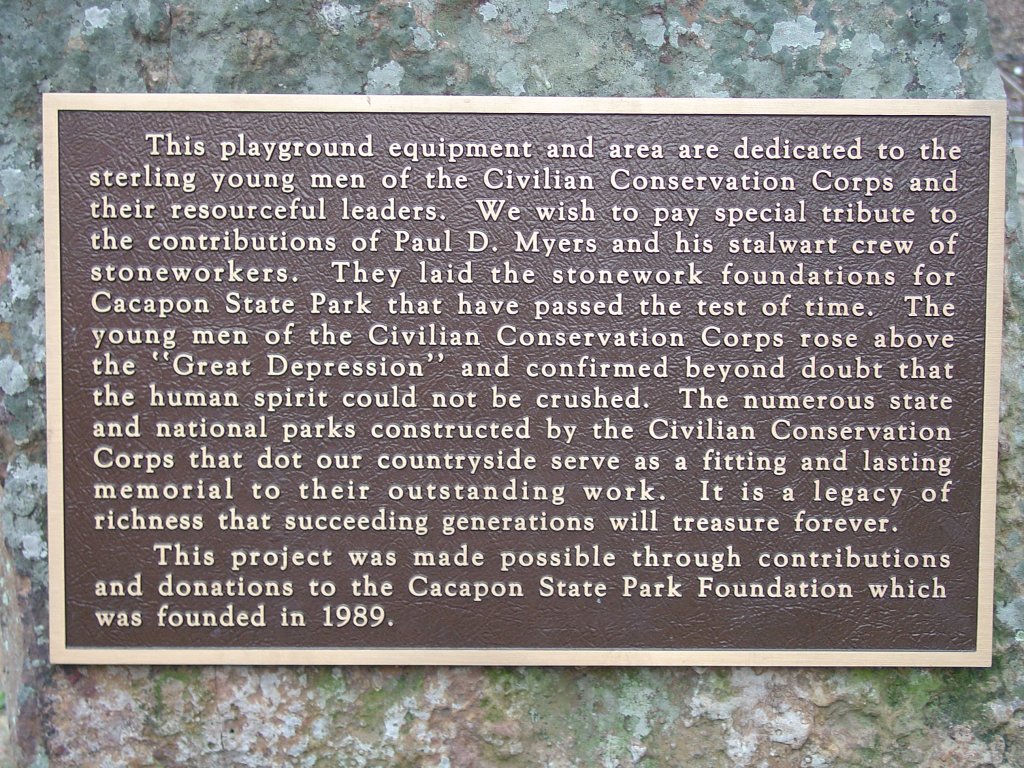 This playground equipment and area are dedicated to the
sterling young men of the Civilian Conservation Corps and
their resourceful leaders. We wish to pay special tribute to
the contributions of Paul D. Myers and his stalwart crew of
stoneworkers. They laid the stonework foundations for
Cacapon State Park that have passed the test of time. The
young men of the Civilian Conservation Corps rose above
the "Great Depression" and confirmed beyond doubt that
the human spirit could not be crushed. The numerous state
and national parks constructed by the Civilian Conservation
Corps that dot our countryside serve as a fitting and lasting
memorial to their outstanding work. It is a legacy of
richness that succeeding generations will treasure forever.
This project was made possible through contributions
and donations to the Cacapon State Park Foundation which
was founded in 1989.